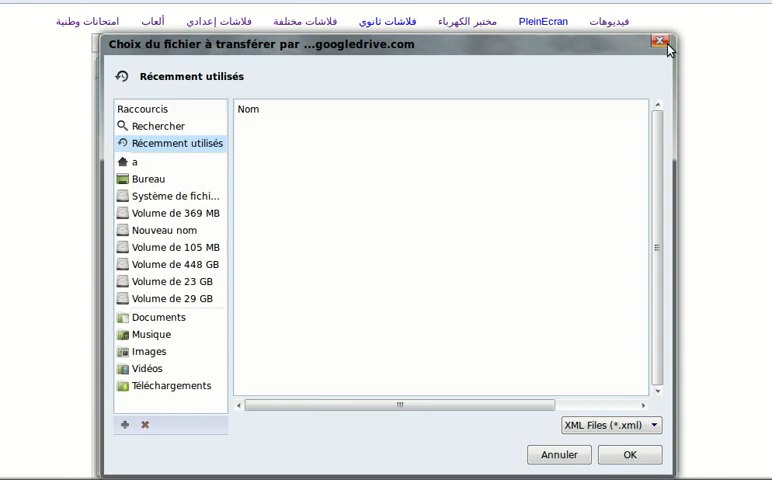 فيديوهات PleinEcran مختبر الكهرباء فلاشات ثانوي فلاشات مختلفة فلاشات إعدادي ألعاب امتحانات وطنية
Choix du fichier à transférer par ...googledrive.com
Récemment utilisés
Raccourcis
Rechercher
Récemment utilisés
a
Bureau
Système de fichi...
Volume de 369 MB
Nouveau nom
Volume de 105 MB
Volume de 448 GB
Volume de 23 GB
Volume de 29 GB
Documents
Musique
Images
Vidéos
Téléchargements
Nom
XML Files (*.xml)
Annuler OK